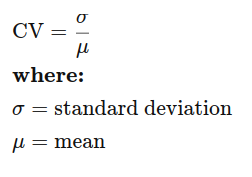 CV = σ/μ
where:
σ = standard deviation
μ = mean